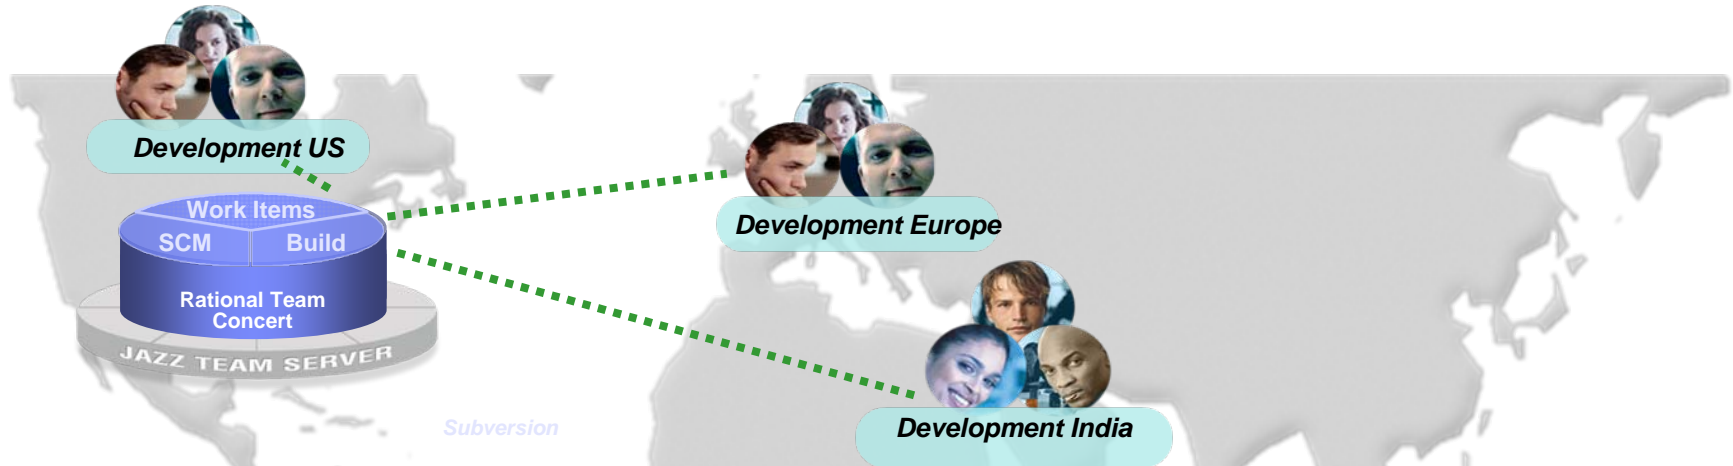 Development US
Work Items
SCM
Build
Rational Team
Concert
JAZZ TEAM SERVER
Development Europe
Development India
Subversion